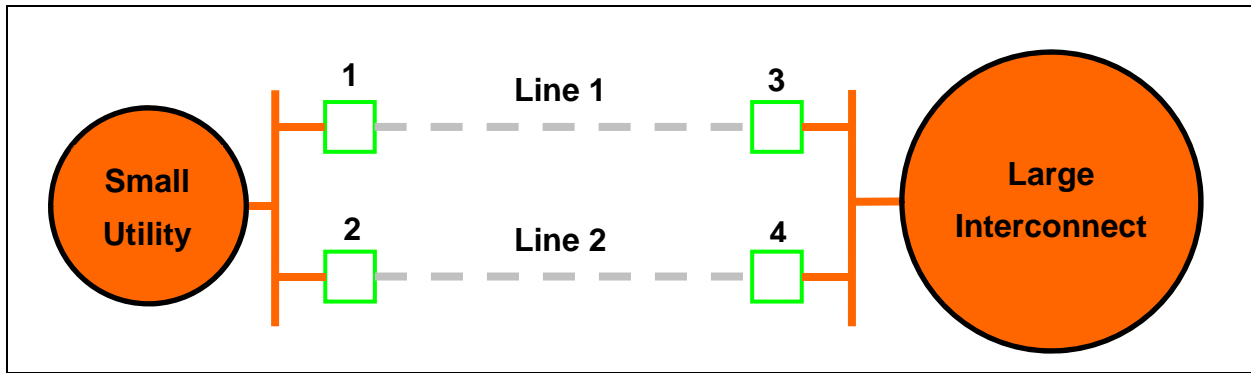 1
Line 1
3
Small
Utility
Large
Interconnect
2
Line 2
4